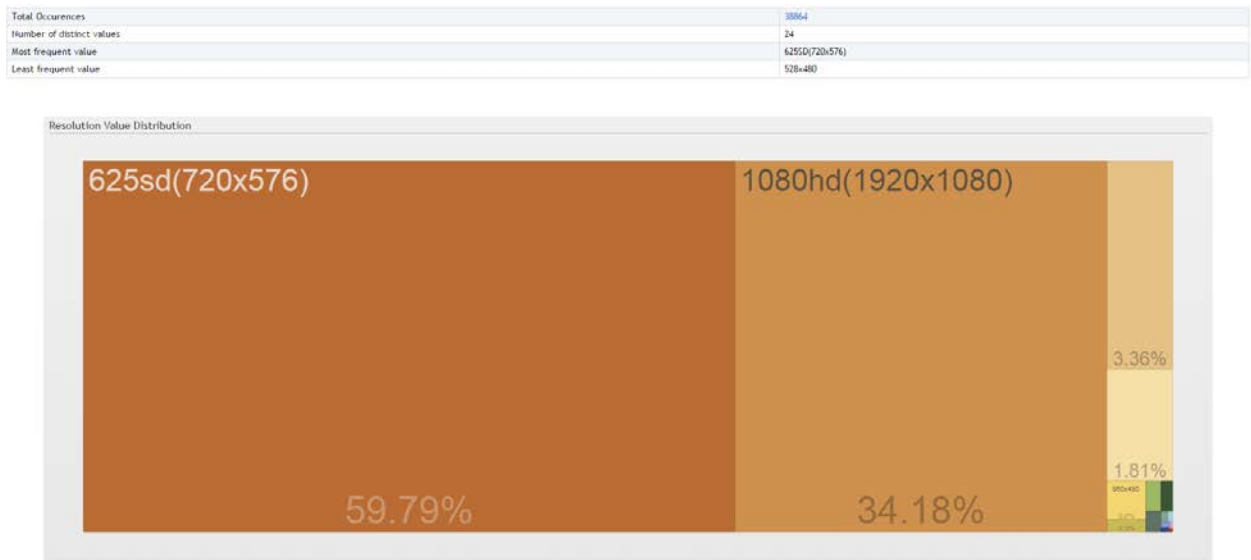 Total Occurences 38864
Number of distinct values 24
Most frequent value 625SD(720x576)
Least frequent value 528x480
Resolution Value Distribution
625sd(720x576) 1080hd(1920x1080)
3.36%
1.81%
59.79% 34.18%